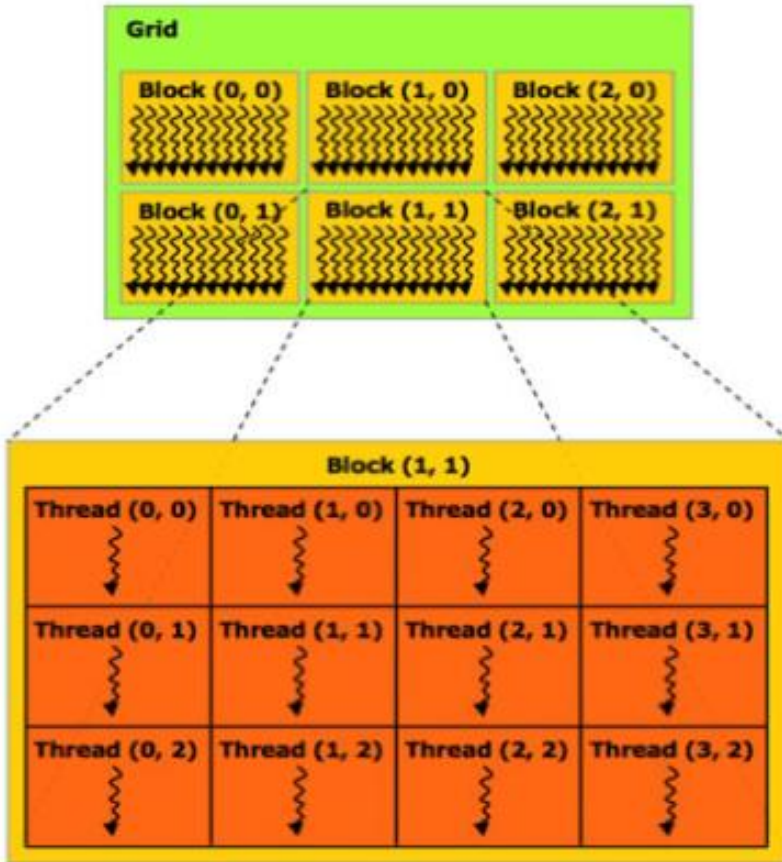 Grid
Block (0, 0) Block (1, 0) Block (2, 0)
Block (0, 1) Block (1, 1) Block (2, 1)
Block (1, 1)
Thread (0, 0) Thread (1, 0) Thread (2, 0) Thread (3, 0)
Thread (0, 1) Thread (1, 1) Thread (2, 1) Thread (3, 1)
Thread (0, 2) Thread (1, 2) Thread (2, 2) Thread (3, 2)